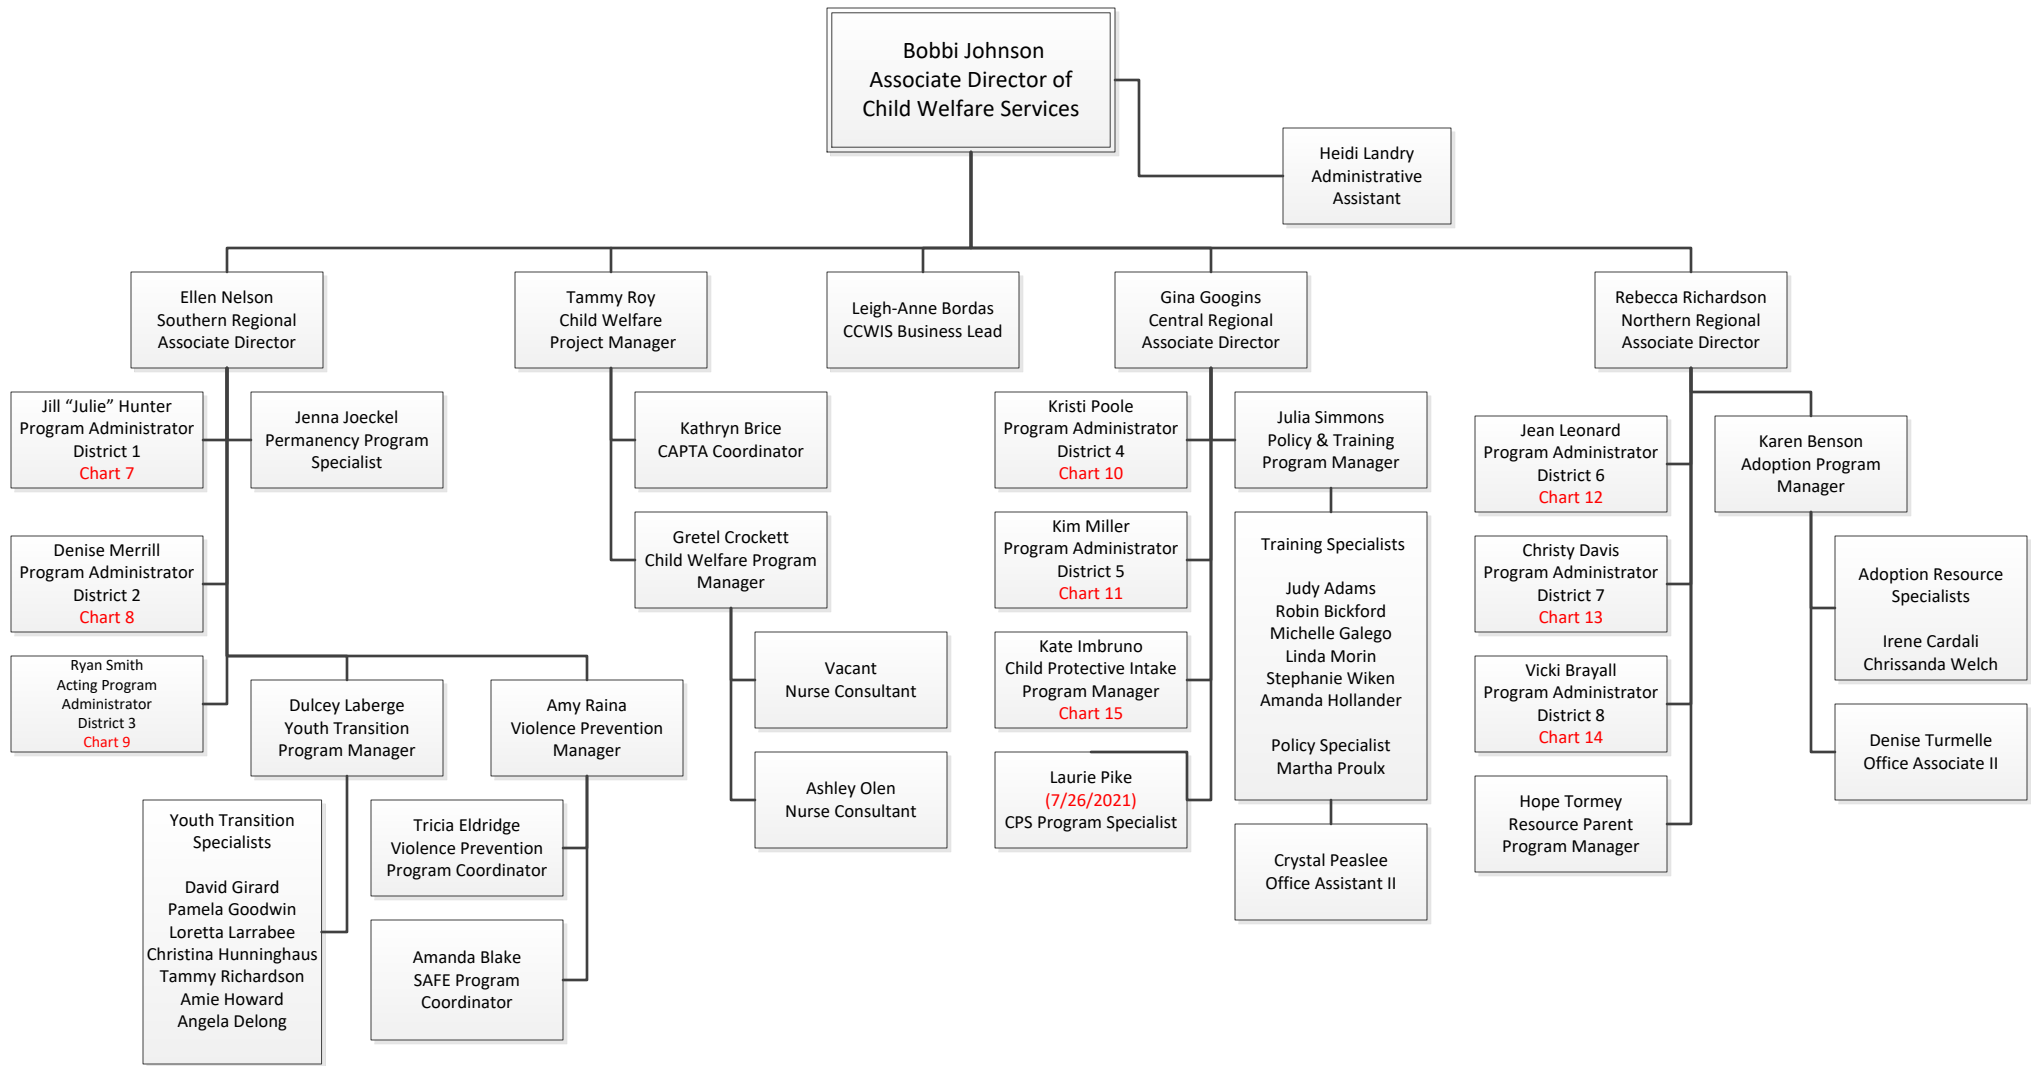 Bobbi Johnson
Associate Director of
Child Welfare Services
Heidi Landry
Administrative
Assistant
Ellen Nelson
Southern Regional
Associate Director
Tammy Roy
Child Welfare
Project Manager
Leigh-Anne Bordas
CCWIS Business Lead
Gina Googins
Central Regional
Associate Director
Rebecca Richardson
Northern Regional
Associate Director
Jill “Julie” Hunter
Program Administrator
District 1
Chart 7
Jenna Joeckel
Permanency Program
Specialist
Denise Merrill
Program Administrator
District 2
Chart 8
Ryan Smith
Acting Program
Administrator
District 3
Chart 9
Dulcey Laberge
Youth Transition
Program Manager
Amy Raina
Violence Prevention
Manager
Youth Transition
Specialists
David Girard
Pamela Goodwin
Loretta Larrabee
Christina Hunninghaus
Tammy Richardson
Amie Howard
Angela Delong
Tricia Eldridge
Violence Prevention
Program Coordinator
Amanda Blake
SAFE Program
Coordinator
Kathryn Brice
CAPTA Coordinator
Gretel Crockett
Child Welfare Program
Manager
Vacant
Nurse Consultant
Ashley Olen
Nurse Consultant
Kristi Poole
Program Administrator
District 4
Chart 10
Kim Miller
Program Administrator
District 5
Chart 11
Kate Imbruno
Child Protective Intake
Program Manager
Chart 15
Laurie Pike
(7/26/2021)
CPS Program Specialist
Julia Simmons
Policy & Training
Program Manager
Training Specialists
Judy Adams
Robin Bickford
Michelle Galego
Linda Morin
Stephanie Wiken
Amanda Hollander
Policy Specialist
Martha Proulx
Crystal Peaslee
Office Assistant II
Jean Leonard
Program Administrator
District 6
Chart 12
Christy Davis
Program Administrator
District 7
Chart 13
Vicki Brayall
Program Administrator
District 8
Chart 14
Hope Tormey
Resource Parent
Program Manager
Karen Benson
Adoption Program
Manager
Adoption Resource
Specialists
Irene Cardali
Chrissanda Welch
Denise Turmelle
Office Associate II